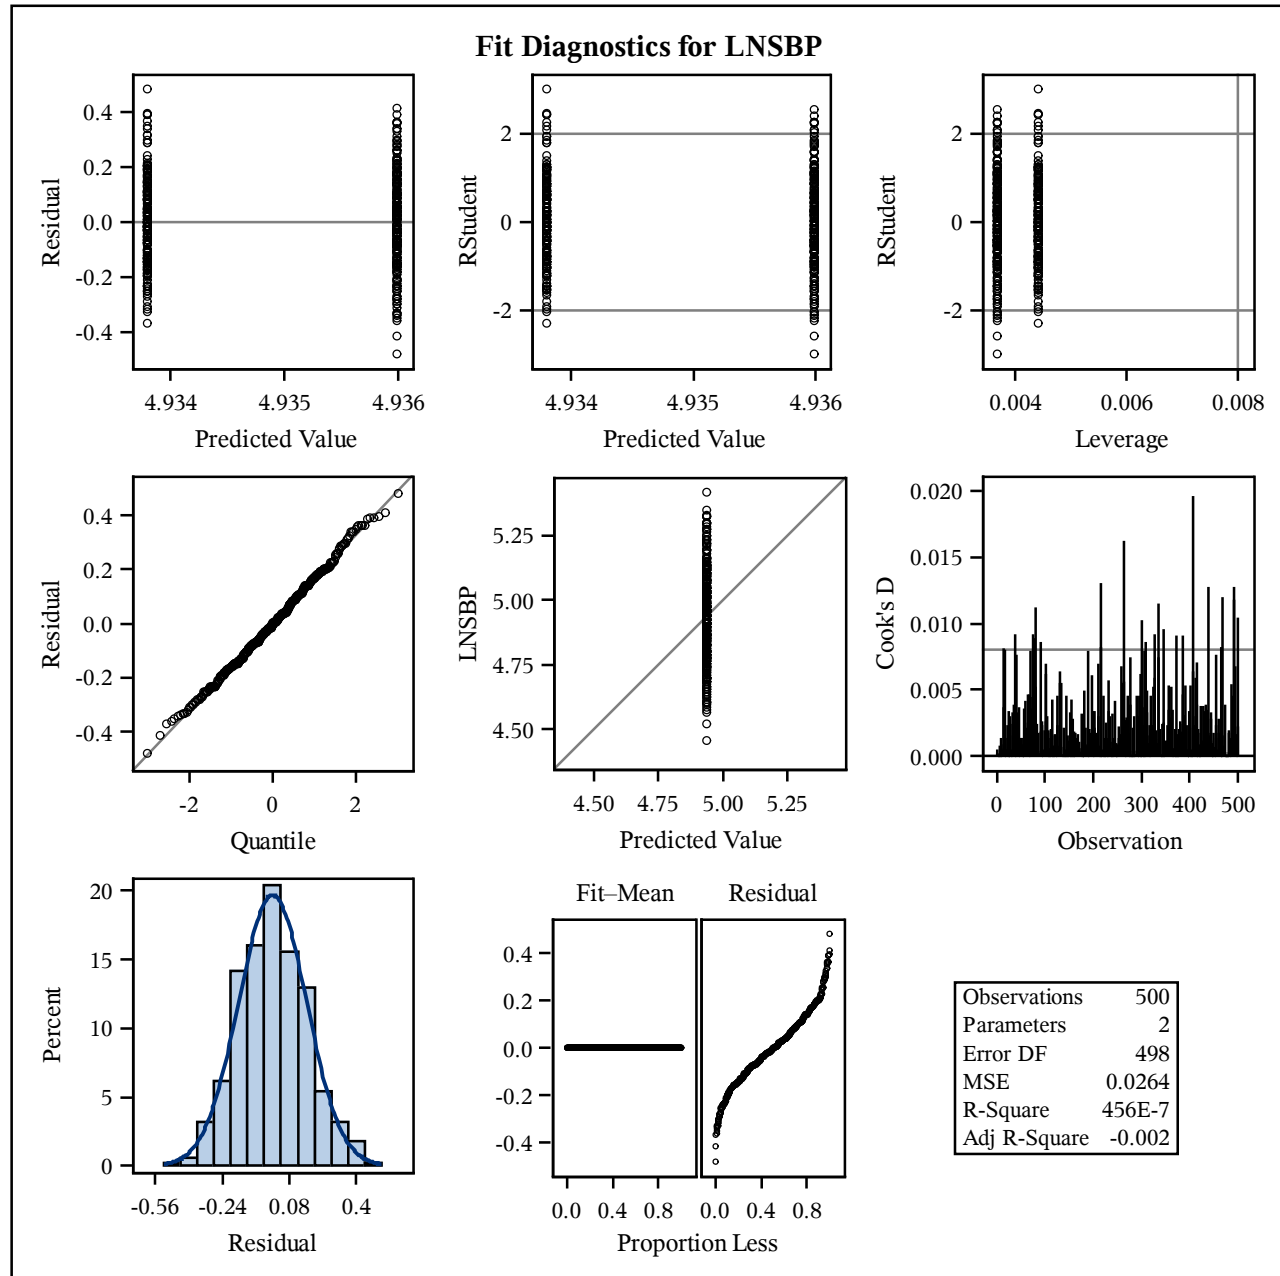 Fit Diagnostics for LNSBP
Residual
0.4
0.2
0.0
-0.2
-0.4
4.934 4.935 4.936
Predicted Value
RStudent
2
0
-2
4.934 4.935 4.936
Predicted Value
RStudent
2
0
-2
0.004 0.006 0.008
Leverage
Residual
0.4
0.2
0.0
-0.2
-0.4
-2 0 2
Quantile
LNSBP
5.25
5.00
4.75
4.50
4.50 4.75 5.00 5.25
Predicted Value
Cook's D
0.020
0.015
0.010
0.005
0.000
0 100 200 300 400 500
Observation
Percent
20
15
10
5
0
-0.56 -0.24 0.08 0.4
Residual
Fit–Mean Residual
0.4
0.2
0.0
-0.2
-0.4
0.0 0.4 0.8 0.0 0.4 0.8
Proportion Less
Observations 500
Parameters 2
Error DF 498
MSE 0.0264
R-Square 456E-7
Adj R-Square -0.002